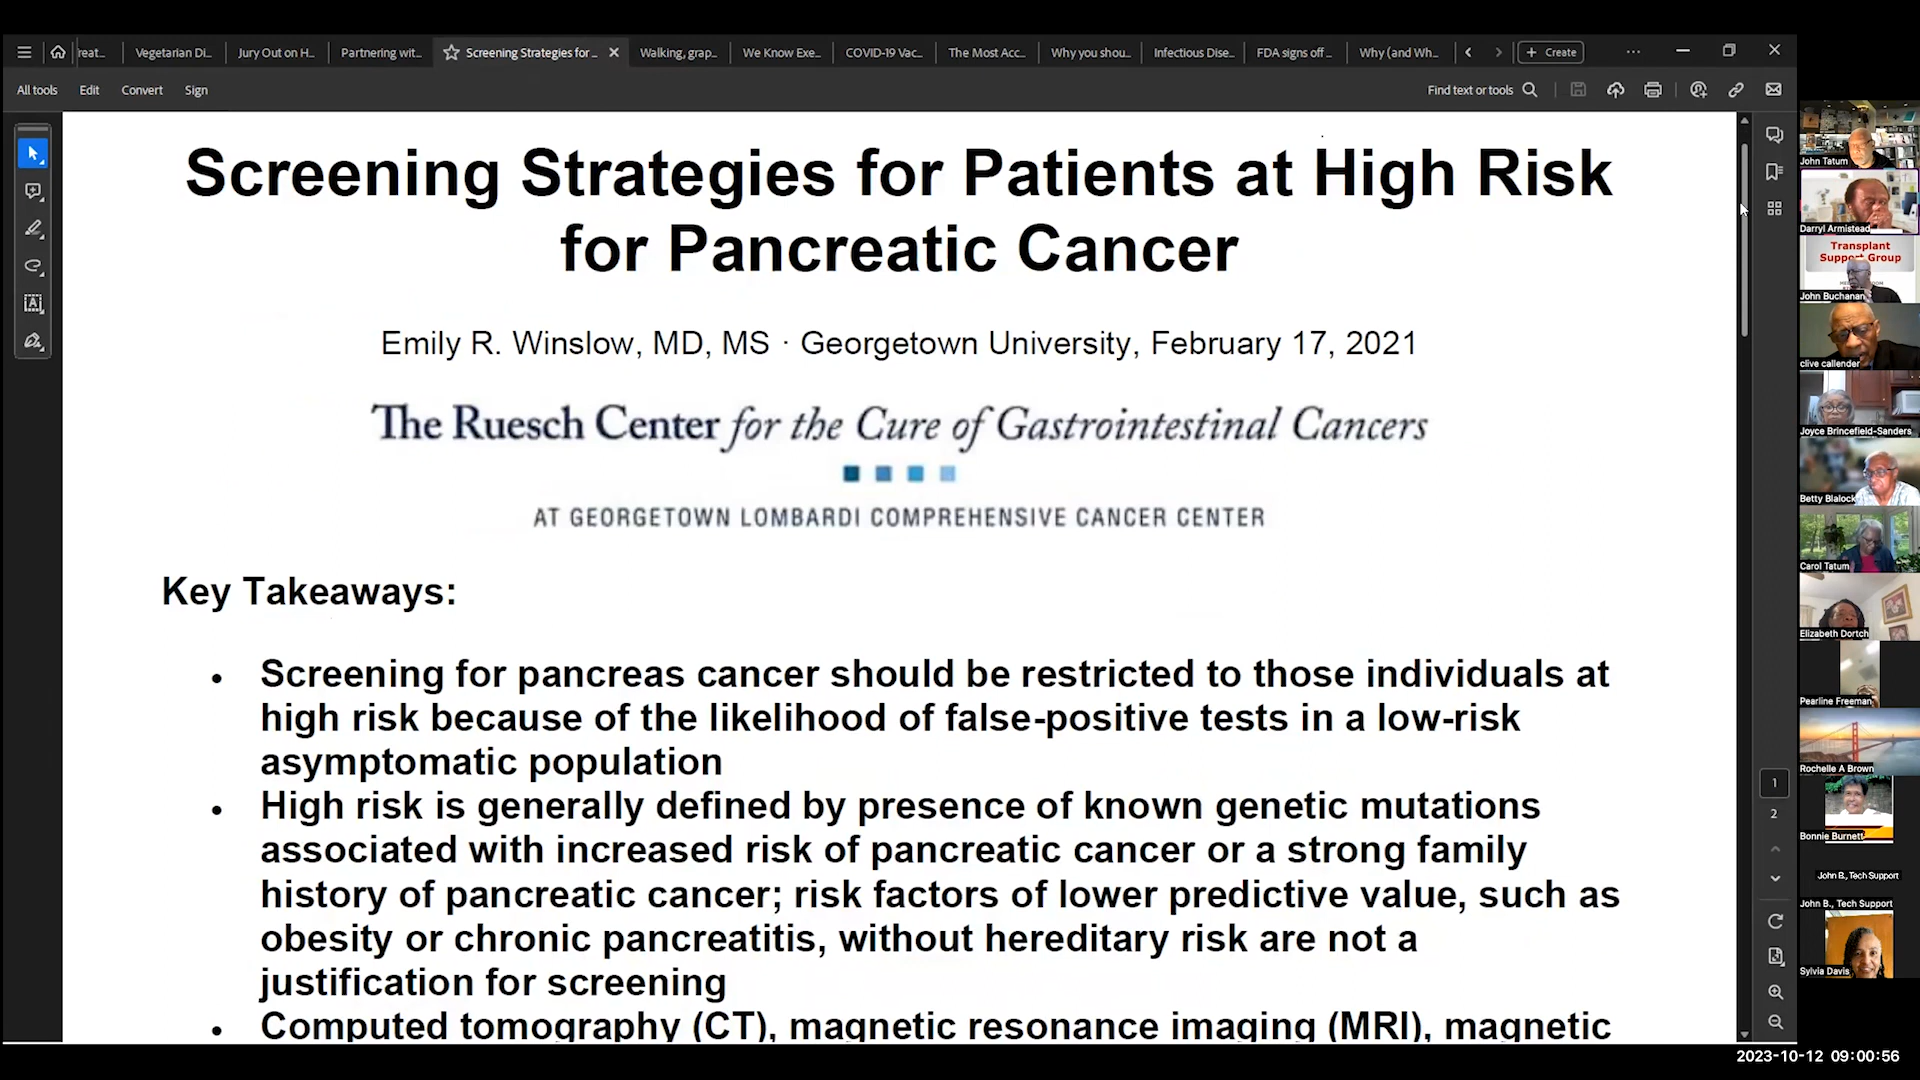 reat...
Vegetarian Di...
Jury Out on H...
Partnering wit...
Screening Strategies for ...
Walking, grap...
We Know Exe...
COVID-19 Vac...
The Most Acc...
Why you shou...
Infectious Dise...
FDA signs off ...
Why (and Wh...
Create
All tools
Edit
Convert
Sign
Find text or tools
Screening Strategies for Patients at High Risk
for Pancreatic Cancer
Emily R. Winslow, MD, MS · Georgetown University, February 17, 2021
The Ruesch Center for the Cure of Gastrointestinal Cancers
AT GEORGETOWN LOMBARDI COMPREHENSIVE CANCER CENTER
Key Takeaways:
• Screening for pancreas cancer should be restricted to those individuals at
high risk because of the likelihood of false-positive tests in a low-risk
asymptomatic population
• High risk is generally defined by presence of known genetic mutations
associated with increased risk of pancreatic cancer or a strong family
history of pancreatic cancer; risk factors of lower predictive value, such as
obesity or chronic pancreatitis, without hereditary risk are not a
justification for screening
• Computed tomography (CT), magnetic resonance imaging (MRI), magnetic
1
2
John Tatum
Darryl Armistead
Transplant
Support Group
John Buchanan
clive callender
Joyce Brincefield-Sanders
Betty Blalock
Carol Tatum
Elizabeth Dortch
Pearline Freeman
Rochelle A Brown
Bonnie Burnett
John B., Tech Support
John B., Tech Support
Sylvia Davis
2023-10-12 09:00:56